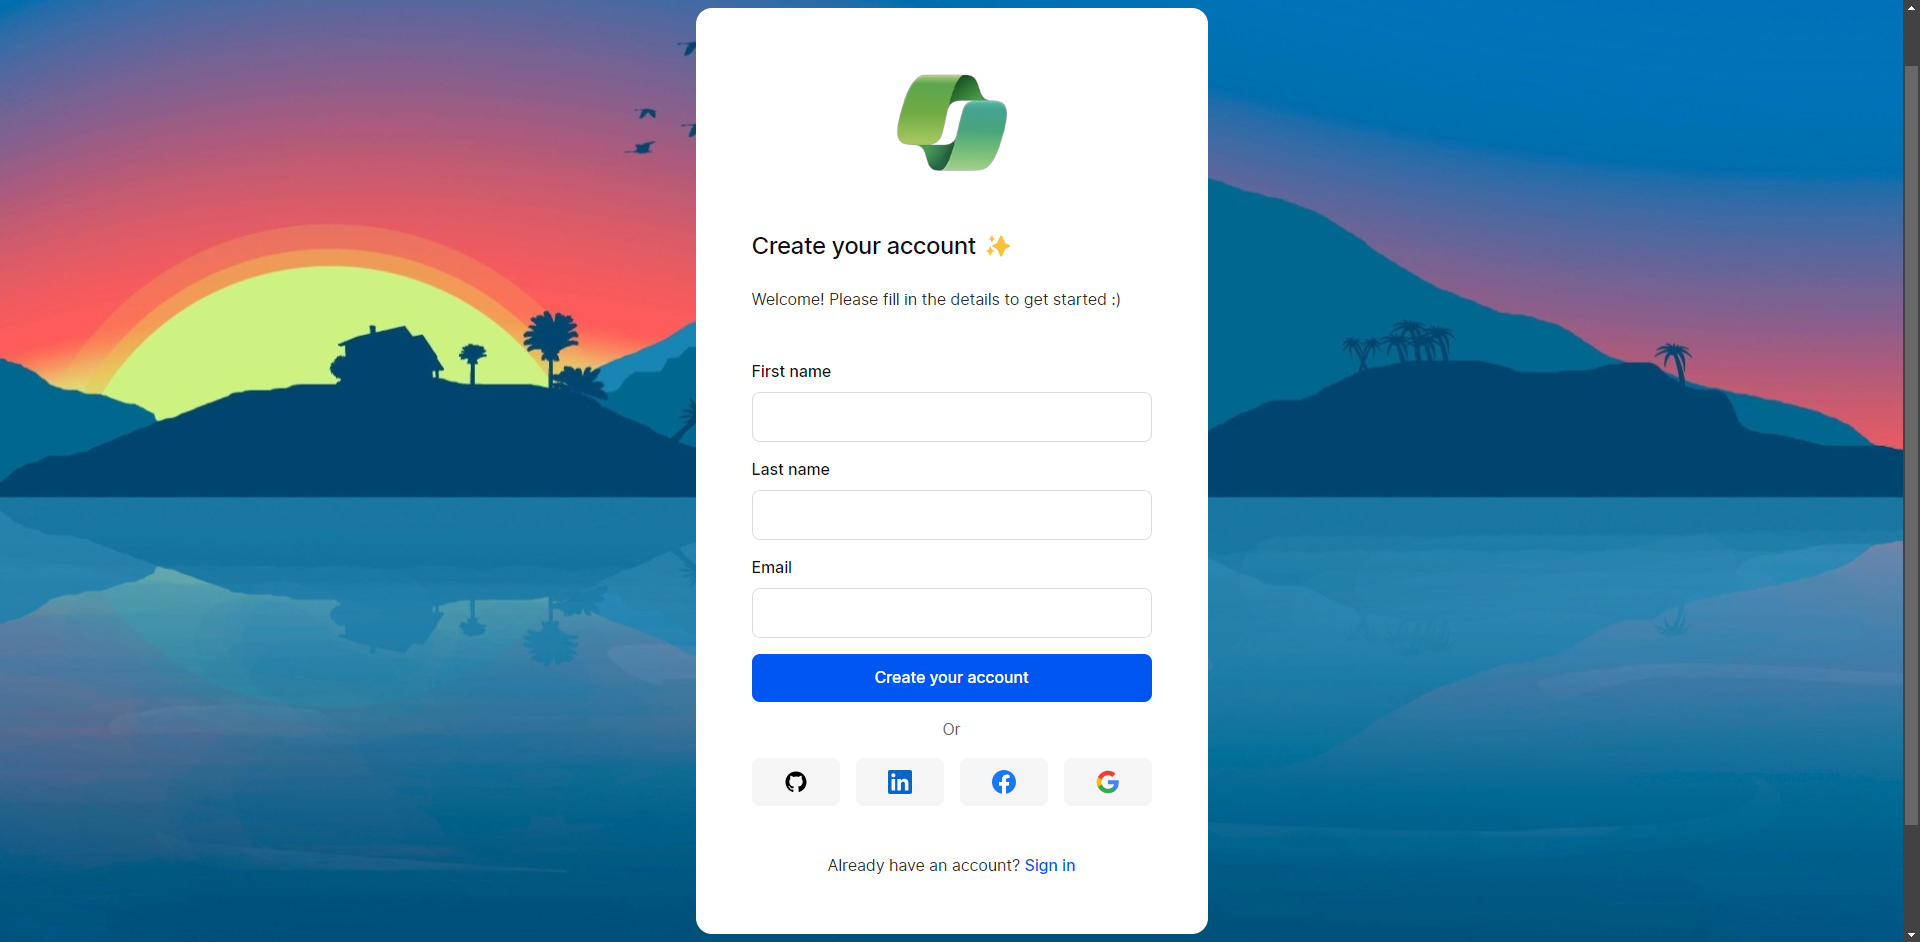 Create your account ✨
Welcome! Please fill in the details to get started :)
First name
Last name
Email
Create your account
Or
Already have an account? Sign in